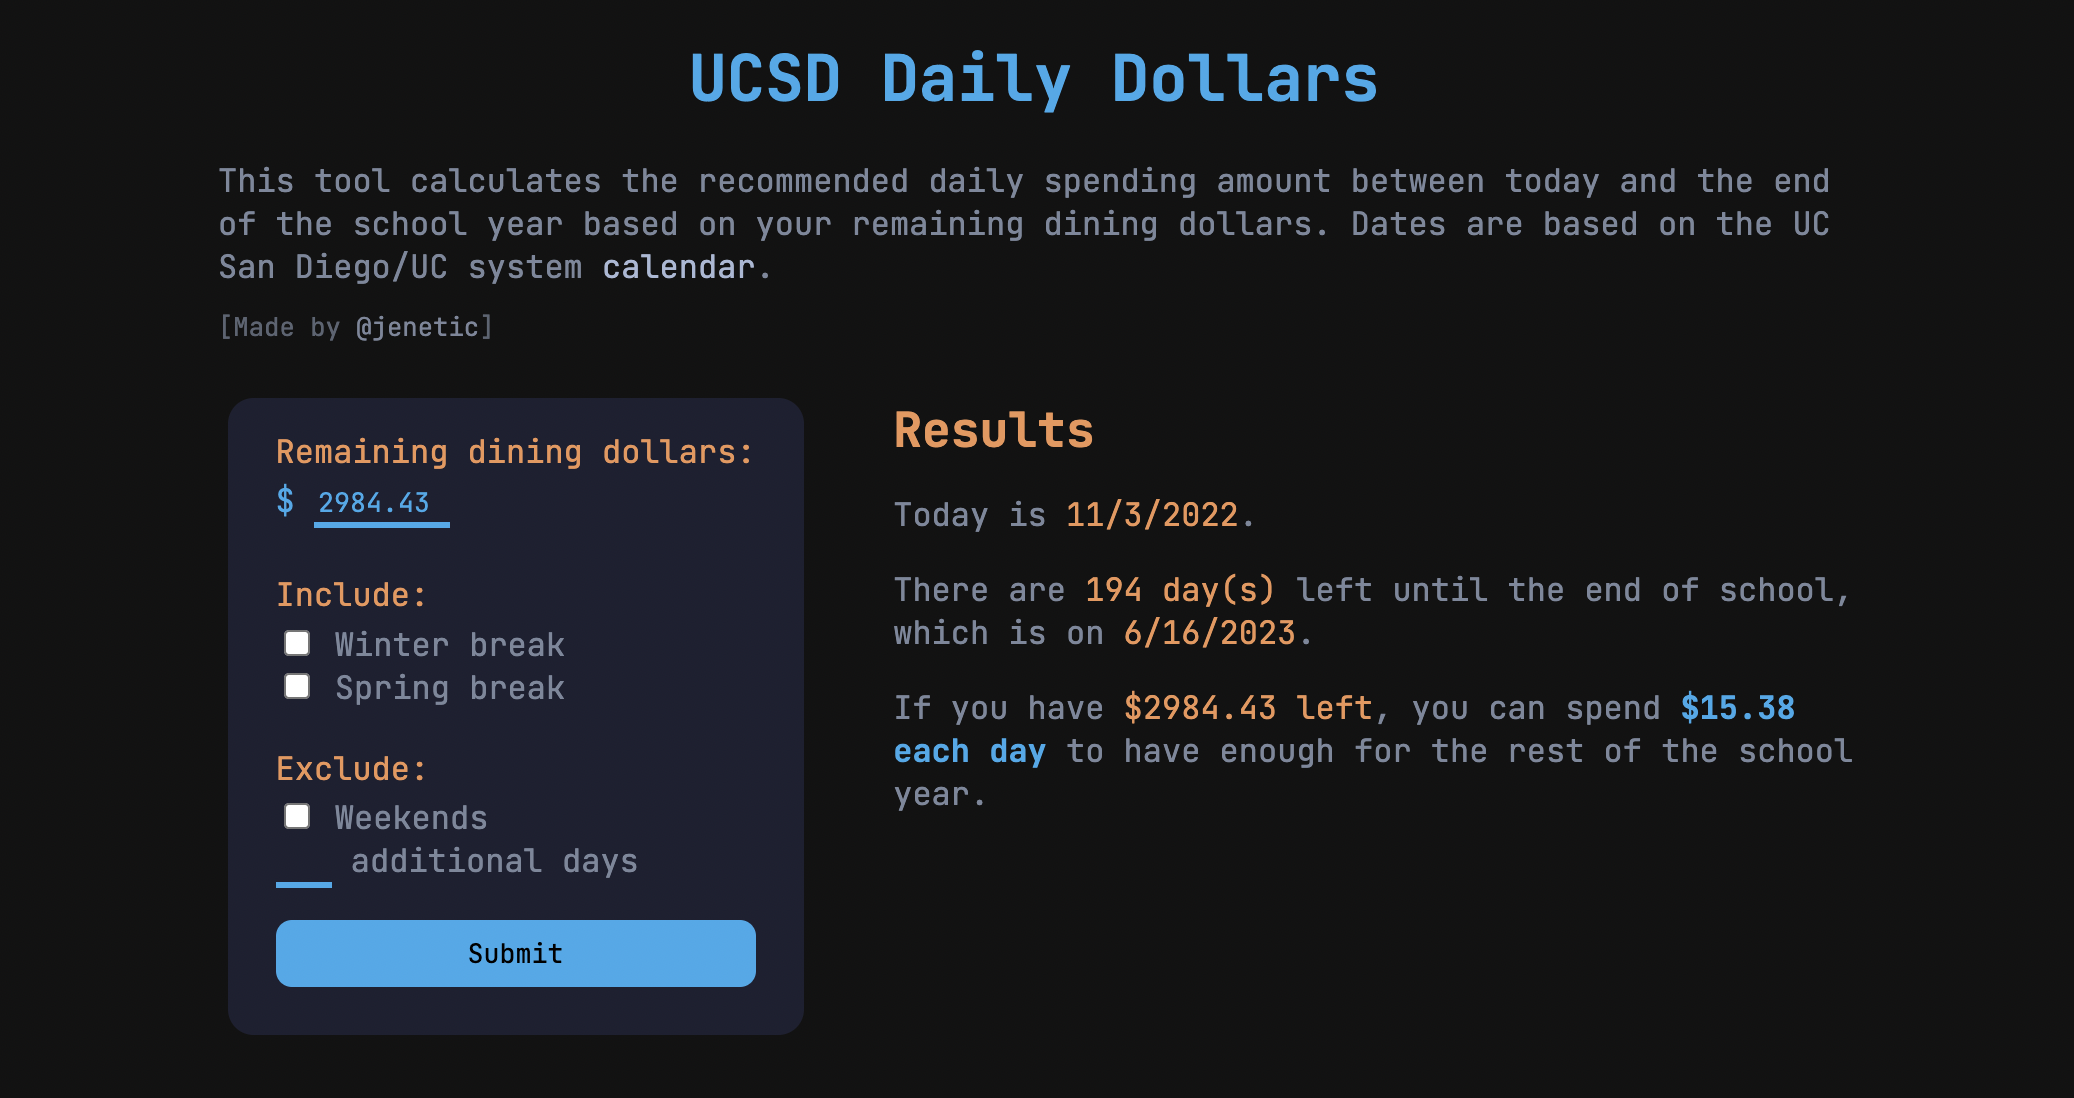 UCSD Daily Dollars
This tool calculates the recommended daily spending amount between today and the end
of the school year based on your remaining dining dollars. Dates are based on the UC
San Diego/UC system calendar.
[Made by @jenetic]
Remaining dining dollars:
$ 2984.43
Include:
Winter break
Spring break
Exclude:
Weekends
additional days
Submit
Results
Today is 11/3/2022.
There are 194 day(s) left until the end of school,
which is on 6/16/2023.
If you have $2984.43 left, you can spend $15.38
each day to have enough for the rest of the school
year.